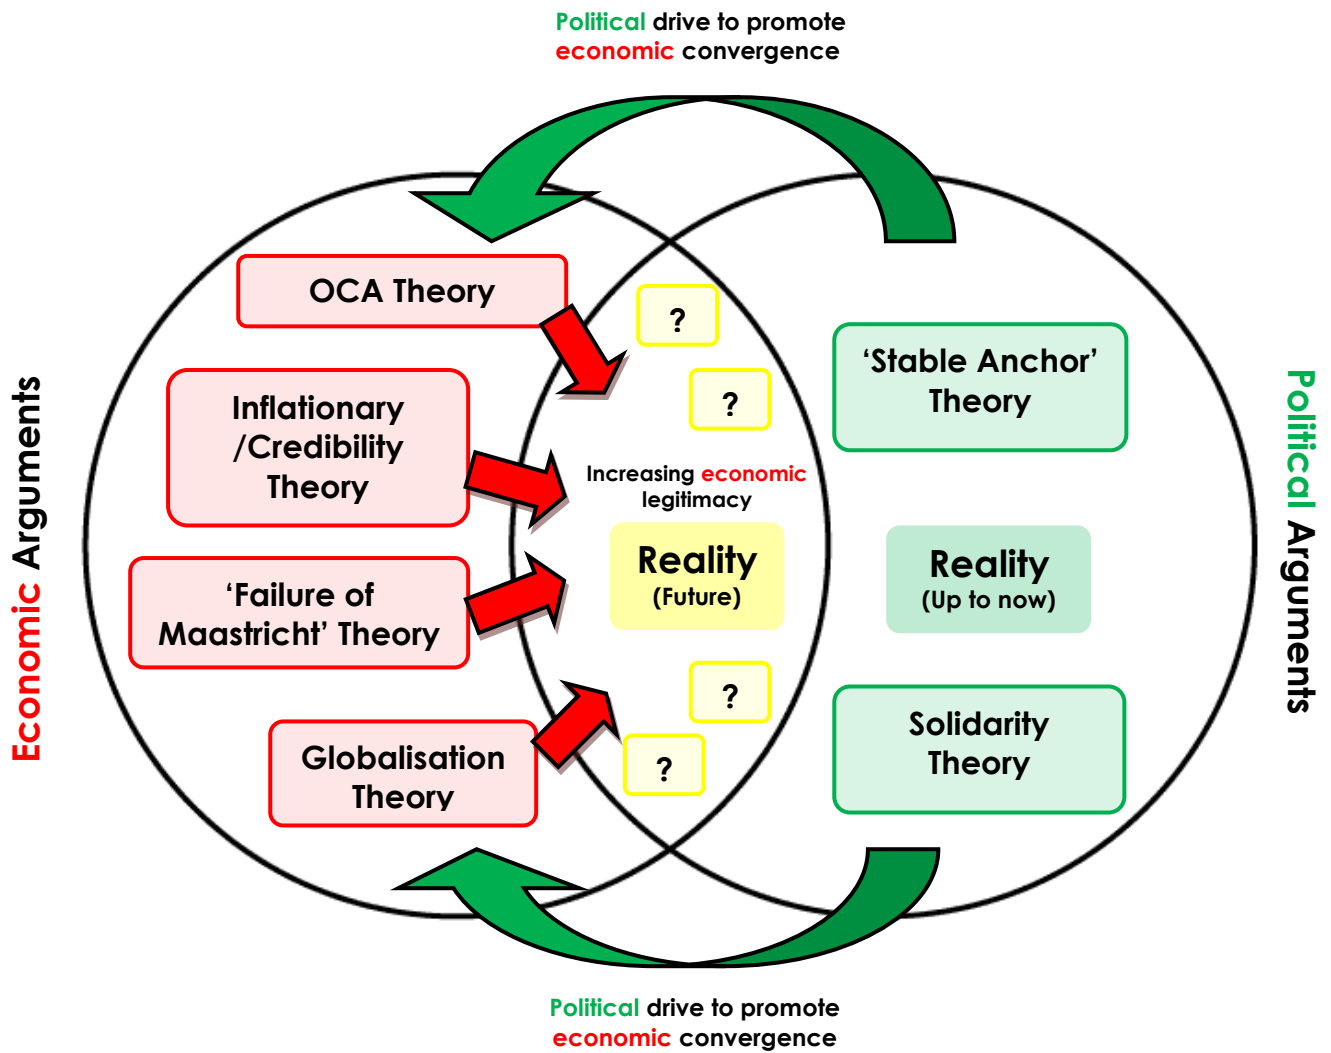 Political drive to promote
economic convergence
OCA Theory
?
‘Stable Anchor’
Theory
?
Inflationary
/Credibility
Theory
Increasing economic
legitimacy
Economic Arguments
Political Arguments
Reality
(Future)
Reality
(Up to now)
‘Failure of
Maastricht’ Theory
?
Solidarity
Theory
Globalisation
Theory
?
Political drive to promote
economic convergence